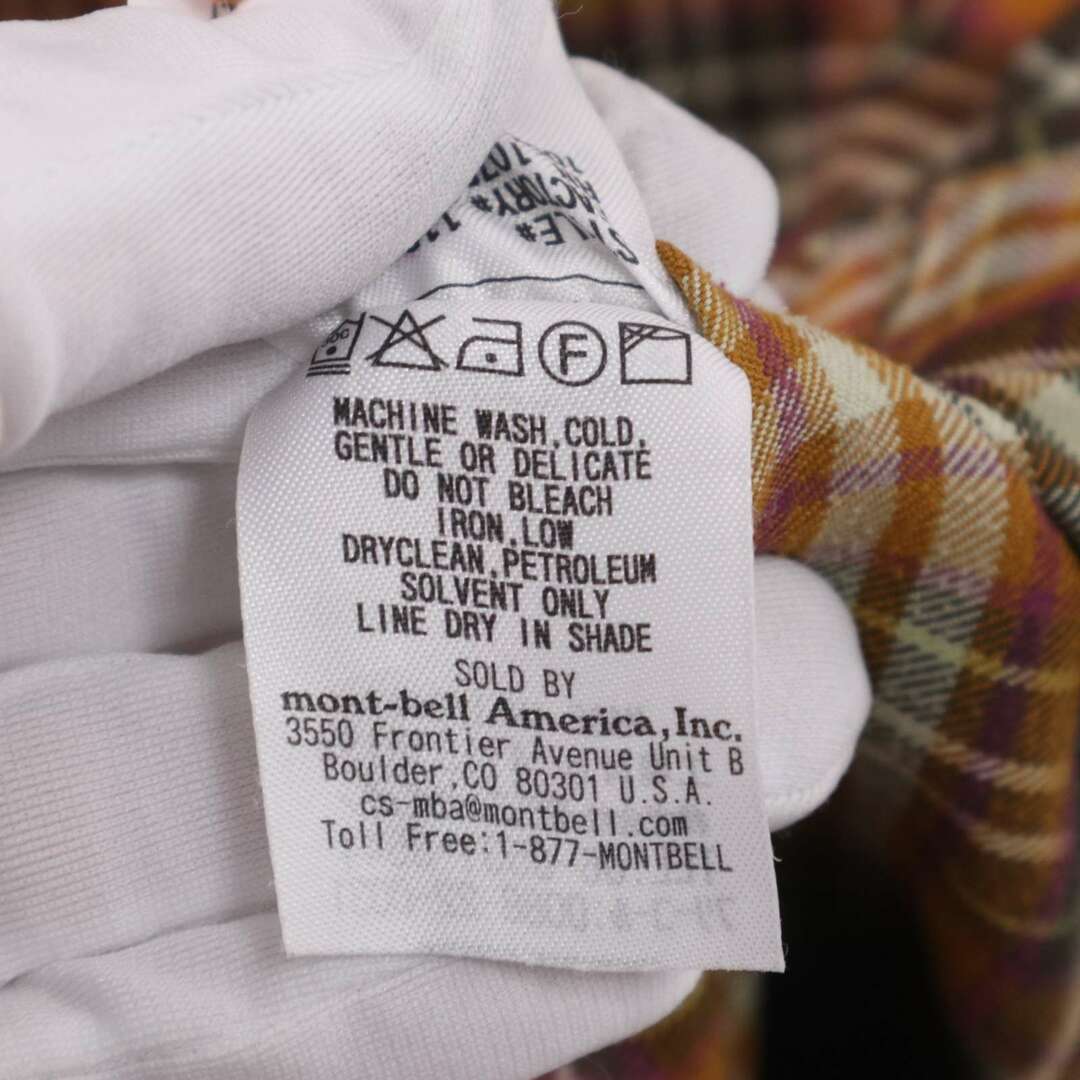 STYLE#
FACTORY#
F
MACHINE WASH,COLD,
GENTLE OR DELICATE
DO NOT BLEACH
IRON,LOW
DRYCLEAN,PETROLEUM
SOLVENT ONLY
LINE DRY IN SHADE
SOLD BY
mont-bell America,Inc.
3550 Frontier Avenue Unit B
Boulder,CO 80301 U.S.A.
cs-mba@montbell.com
Toll Free:1-877-MONTBELL